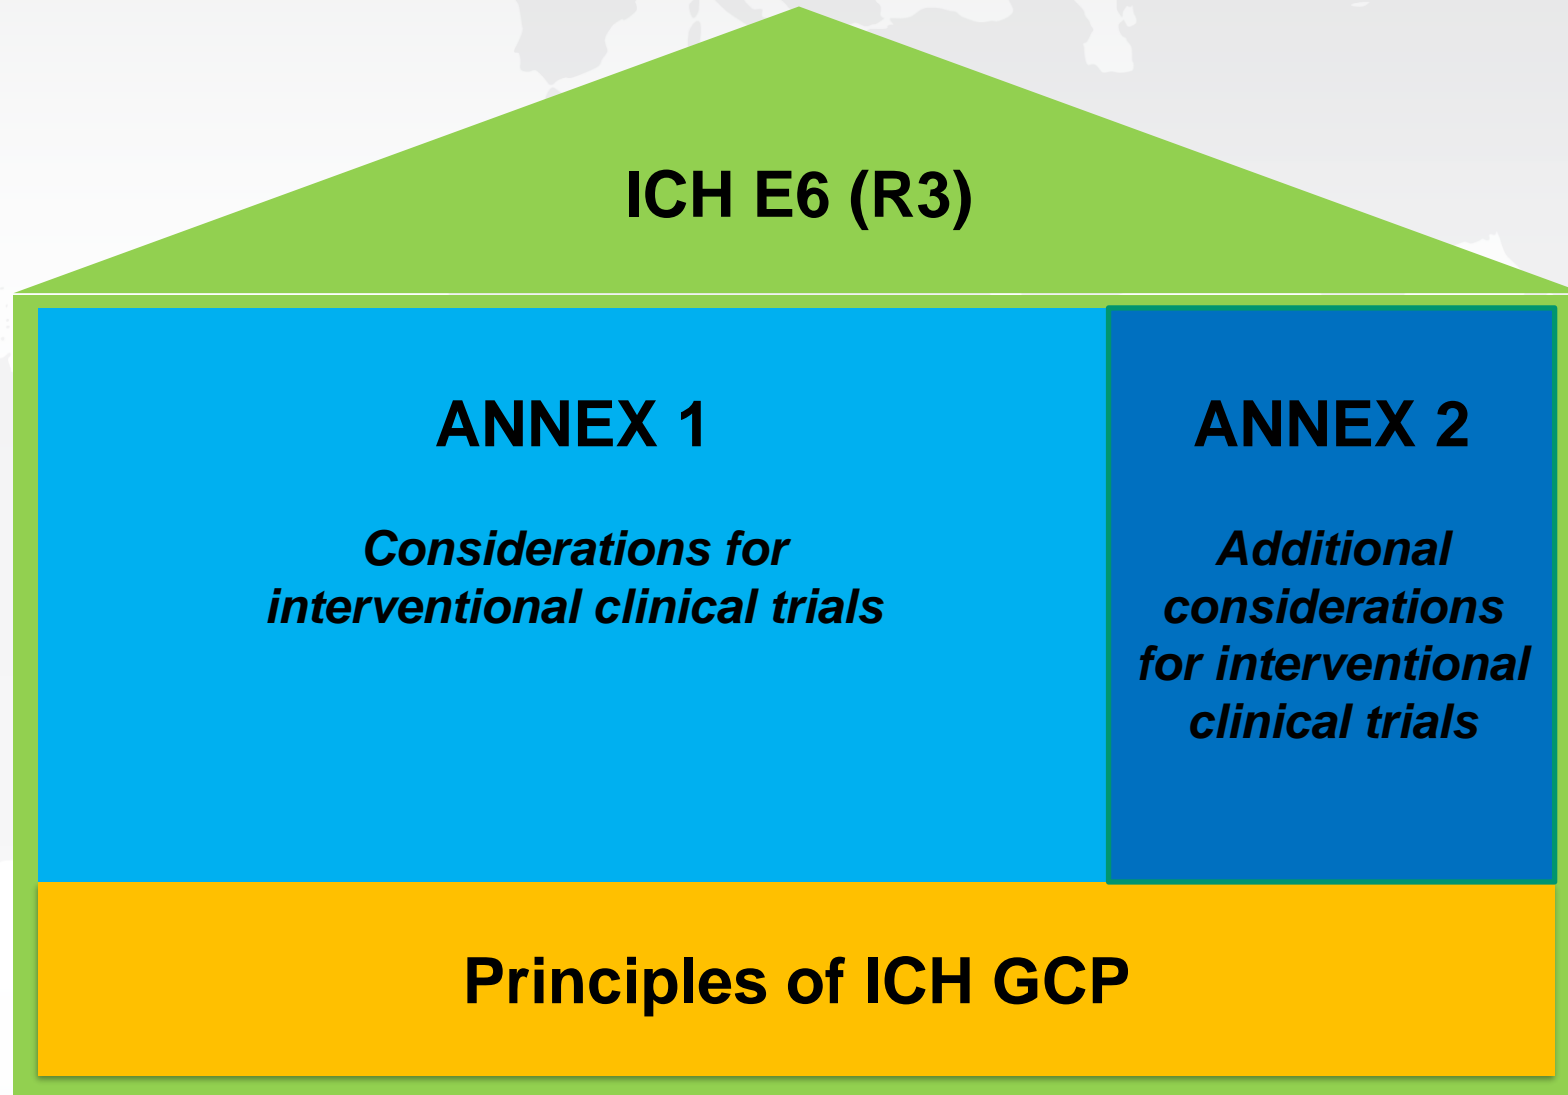 ICH E6 (R3)
ANNEX 1
Considerations for
interventional clinical trials
ANNEX 2
Additional
considerations
for interventional
clinical trials
Principles of ICH GCP